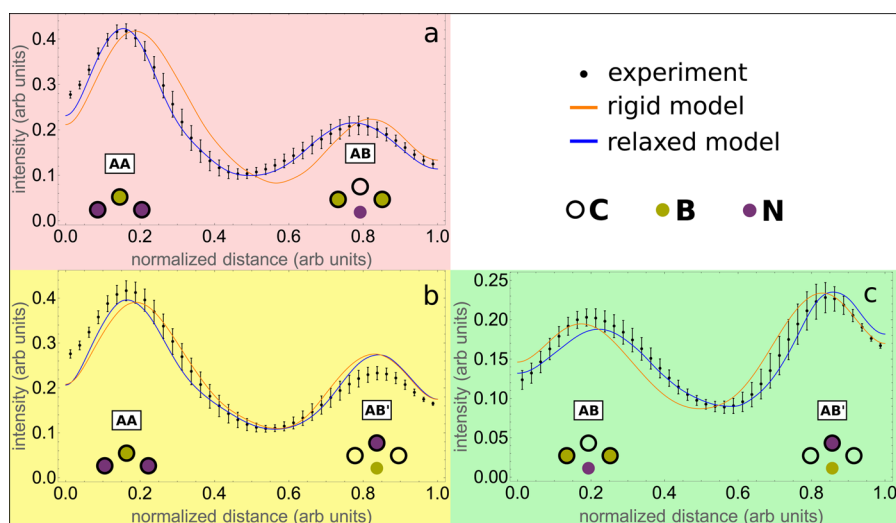 a
0.4
0.3
0.2
0.1
0.0
intensity (arb units)
AA
AB
0.0 0.2 0.4 0.6 0.8 1.0
normalized distance (arb units)
experiment
rigid model
relaxed model
C B N
b
0.4
0.3
0.2
0.1
intensity (arb units)
AA
AB'
0.0 0.2 0.4 0.6 0.8 1.0
normalized distance (arb units)
c
0.25
0.20
0.15
0.10
0.05
0.00
intensity (arb units)
AB
AB'
0.0 0.2 0.4 0.6 0.8 1.0
normalized distance (arb units)